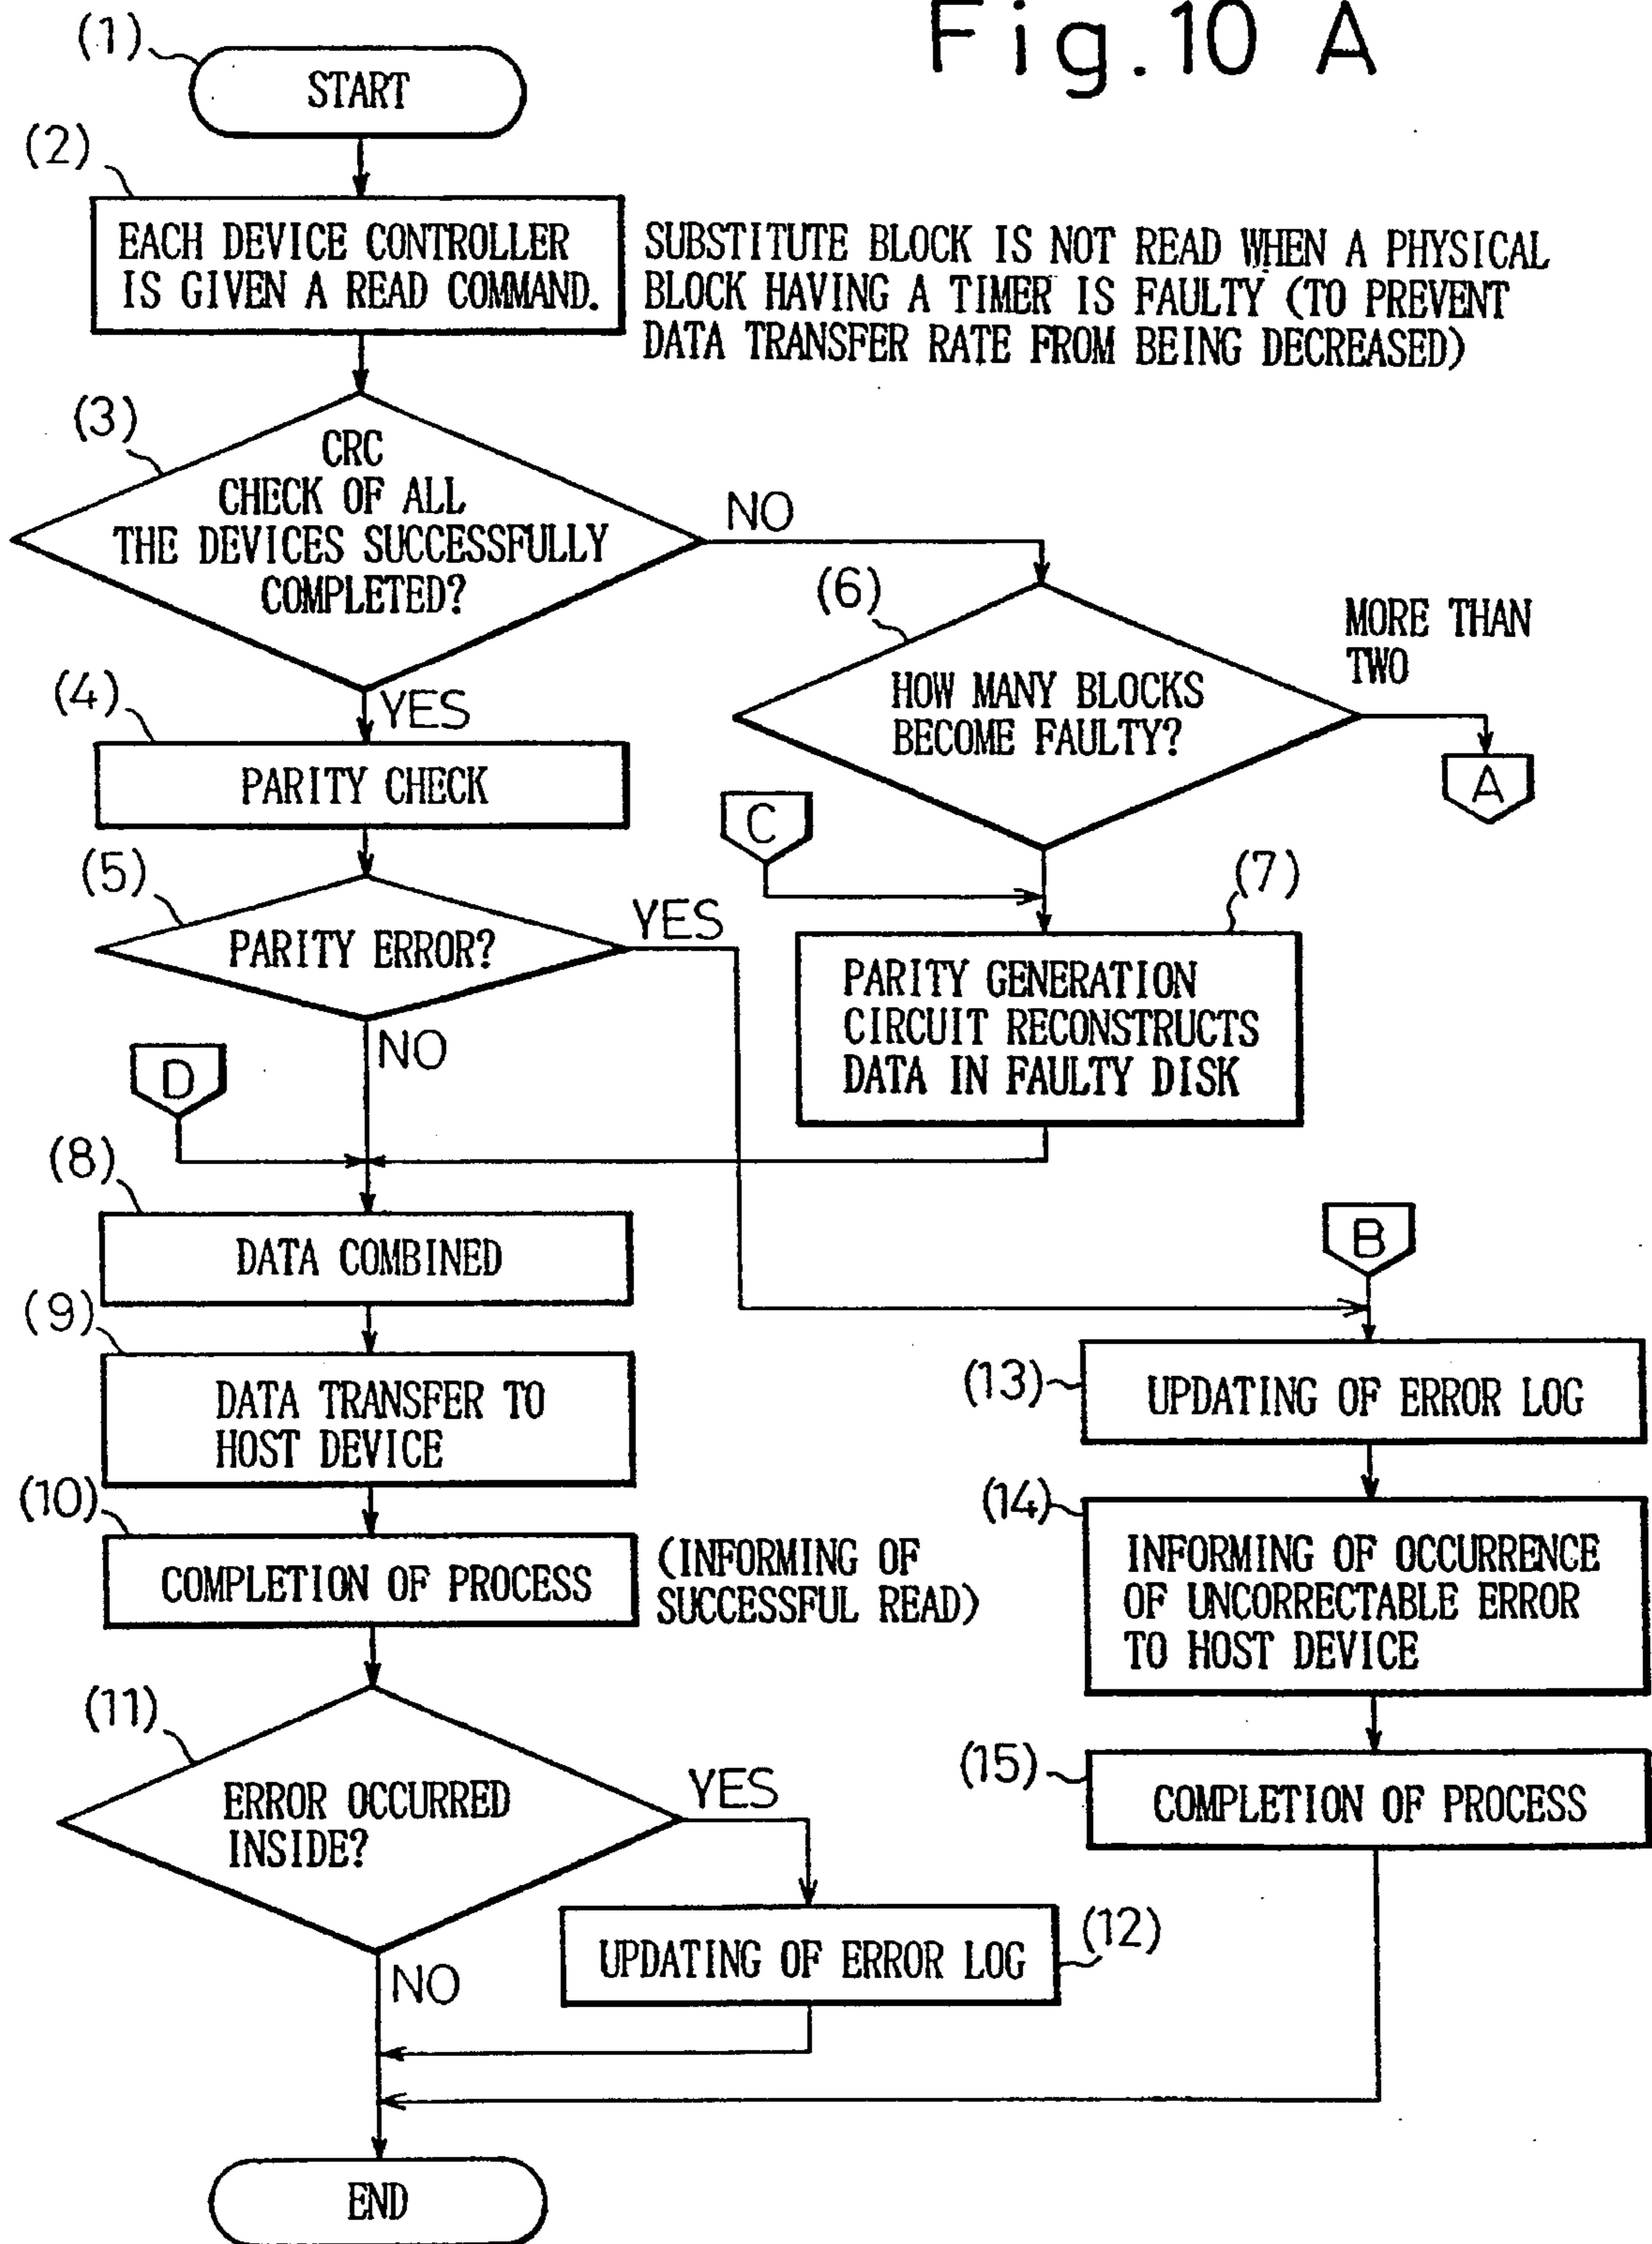 Fig.10 A
(1)
START
(2)
EACH DEVICE CONTROLLER
IS GIVEN A READ COMMAND.
SUBSTITUTE BLOCK IS NOT READ WHEN A PHYSICAL
BLOCK HAVING A TIMER IS FAULTY (TO PREVENT
DATA TRANSFER RATE FROM BEING DECREASED)
(3)
CRC
CHECK OF ALL
THE DEVICES SUCCESSFULLY
COMPLETED?
NO
YES
(6)
HOW MANY BLOCKS
BECOME FAULTY?
MORE THAN
TWO
A
(4)
PARITY CHECK
C
(5)
PARITY ERROR?
YES
NO
(7)
PARITY GENERATION
CIRCUIT RECONSTRUCTS
DATA IN FAULTY DISK
D
(8)
DATA COMBINED
B
(9)
DATA TRANSFER TO
HOST DEVICE
(13)
UPDATING OF ERROR LOG
(10)
COMPLETION OF PROCESS
(INFORMING OF
SUCCESSFUL READ)
(14)
INFORMING OF OCCURRENCE
OF UNCORRECTABLE ERROR
TO HOST DEVICE
(11)
ERROR OCCURRED
INSIDE?
YES
NO
(15)
COMPLETION OF PROCESS
(12)
UPDATING OF ERROR LOG
END